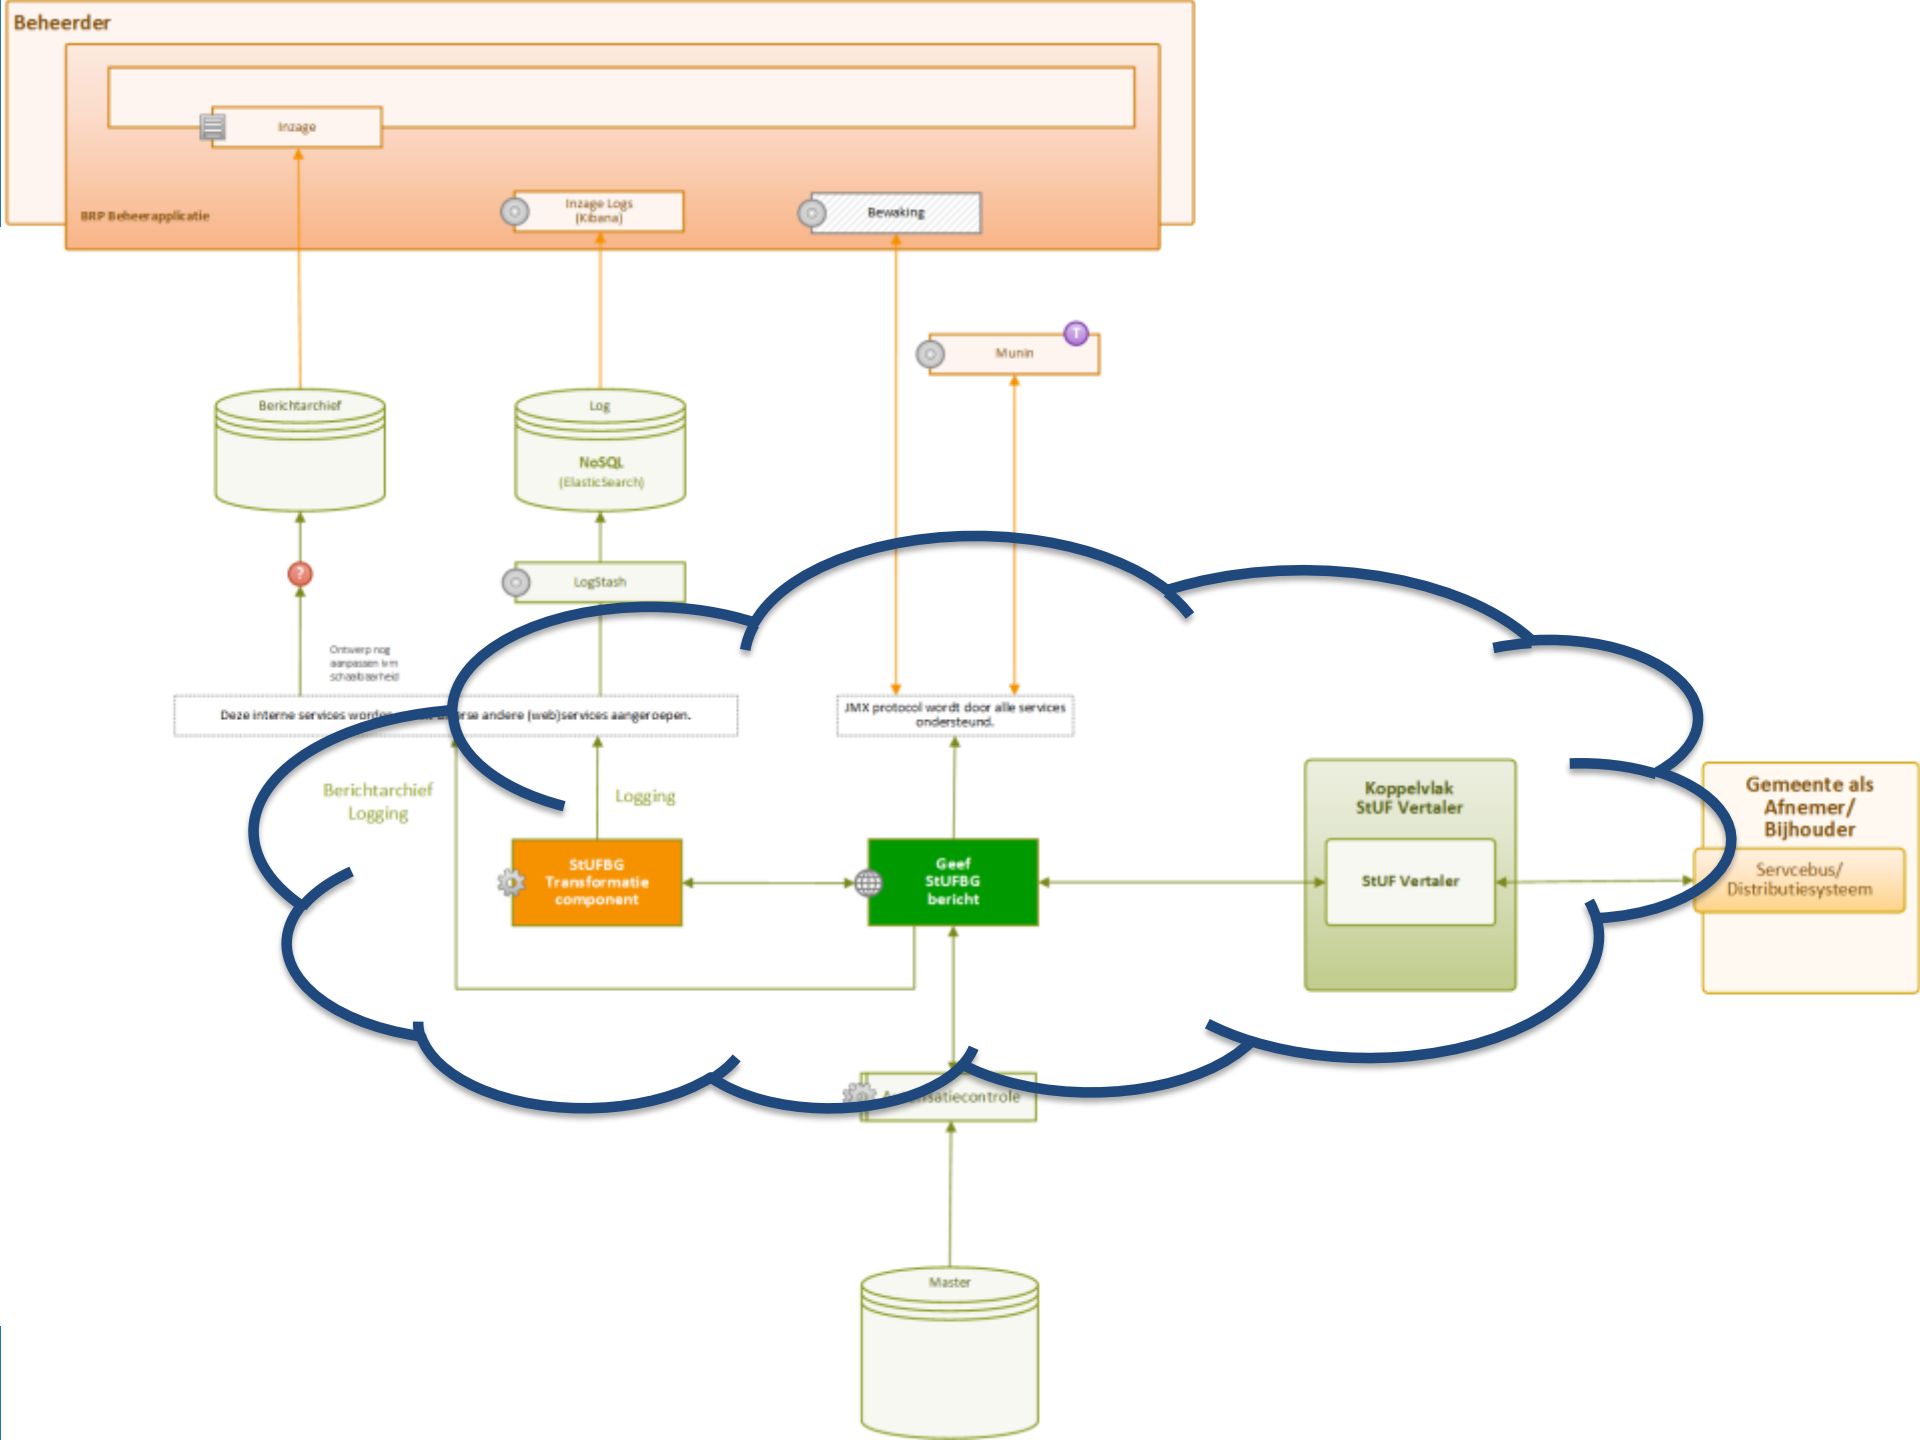 Beheerder
Inzage
BRP Beheerapplicatie
Inzage Logs
(Kibana)
Bewaking
T
Munin
Berichtarchief
Log
NoSQL
(ElasticSearch)
?
LogStash
Ontwerp nog
aanpassen ivm
schaalbaarheid
Deze interne services worden andere (web)services aangeroepen.
JMX protocol wordt door alle services
ondersteund.
Berichtarchief
Logging
Logging
StUFBG
Transformatie
component
Geef
StUFBG
bericht
Koppelvlak
StUF Vertaler
StUF Vertaler
Gemeente als
Afnemer/
Bijhouder
Servcebus/
Distributiesysteem
Master